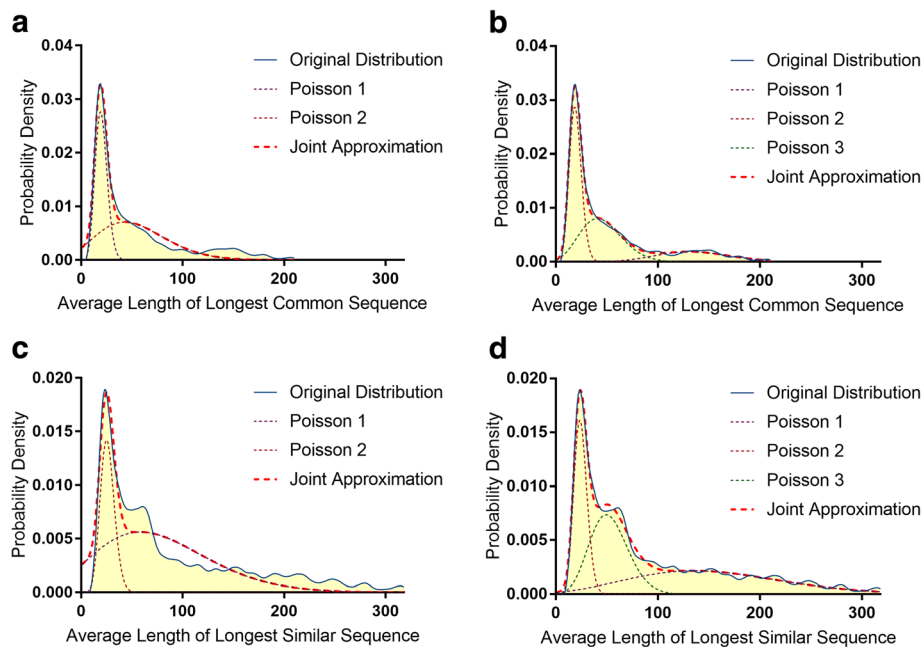 a
Probability Density
0.04
0.03
0.02
0.01
0.00
0
100
200
300
Average Length of Longest Common Sequence
Original Distribution
Poisson 1
Poisson 2
Joint Approximation
b
Probability Density
0.04
0.03
0.02
0.01
0.00
0
100
200
300
Average Length of Longest Common Sequence
Original Distribution
Poisson 1
Poisson 2
Poisson 3
Joint Approximation
c
Probability Density
0.020
0.015
0.010
0.005
0.000
0
100
200
300
Average Length of Longest Similar Sequence
Original Distribution
Poisson 1
Poisson 2
Joint Approximation
d
Probability Density
0.020
0.015
0.010
0.005
0.000
0
100
200
300
Average Length of Longest Similar Sequence
Original Distribution
Poisson 1
Poisson 2
Poisson 3
Joint Approximation